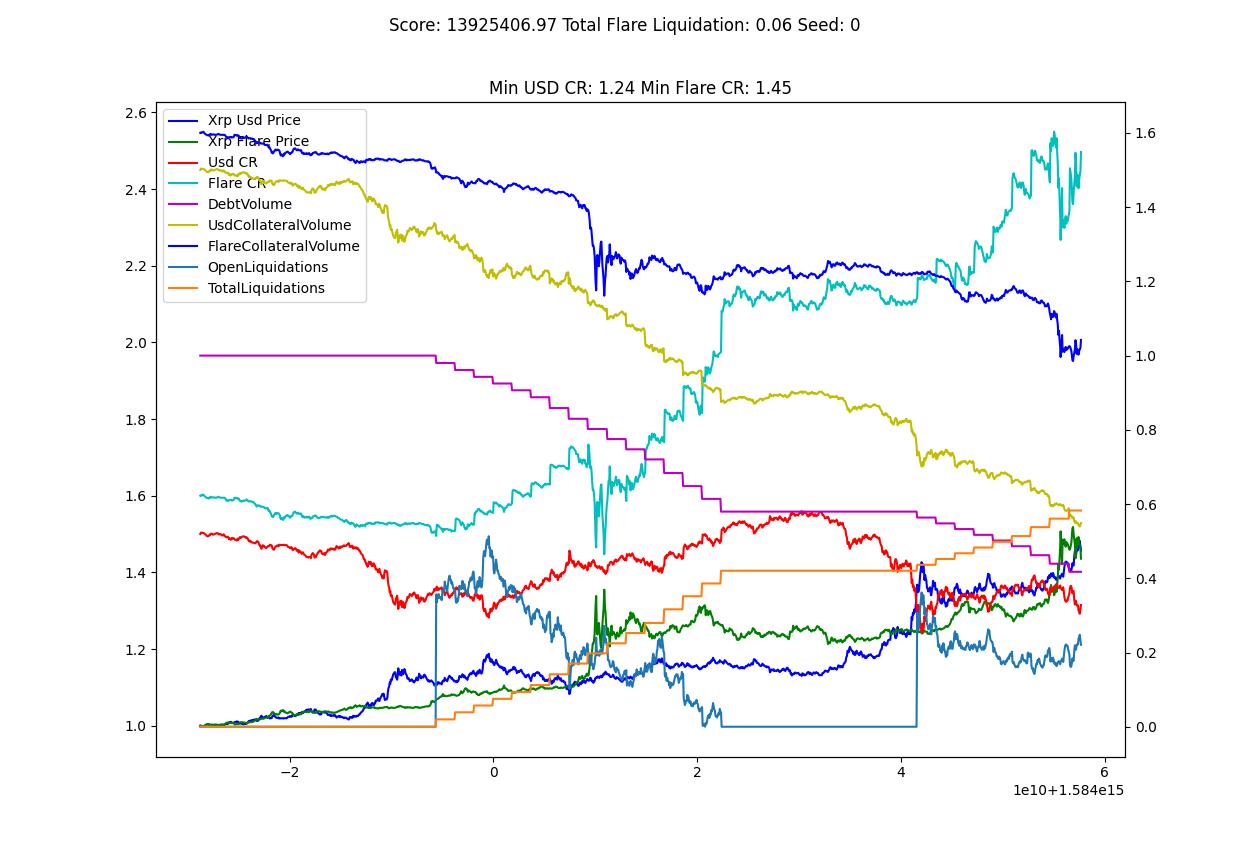 Score: 13925406.97 Total Flare Liquidation: 0.06 Seed: 0
Min USD CR: 1.24 Min Flare CR: 1.45
Xrp Usd Price
Xrp Flare Price
Usd CR
Flare CR
DebtVolume
UsdCollateralVolume
FlareCollateralVolume
OpenLiquidations
TotalLiquidations
2.6
2.4
2.2
2.0
1.8
1.6
1.4
1.2
1.0
1.6
1.4
1.2
1.0
0.8
0.6
0.4
0.2
0.0
−2 0 2 4 6
1e10+1.584e15